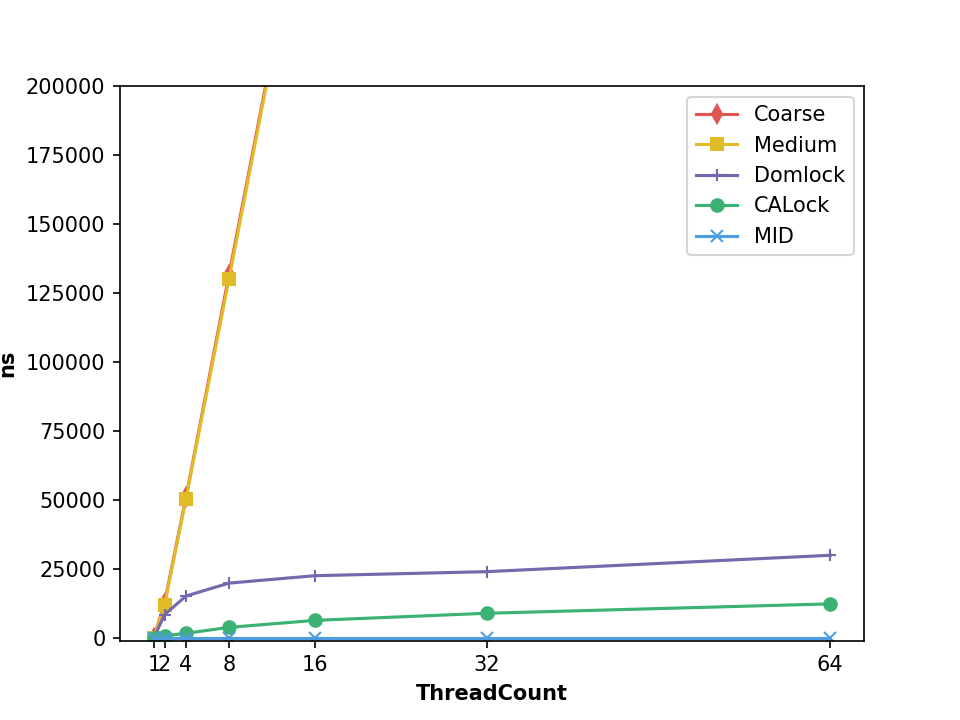 200000
175000
150000
125000
100000
75000
50000
25000
0
ns
1 2 4 8 16 32 64
ThreadCount
Coarse
Medium
Domlock
CALock
MID